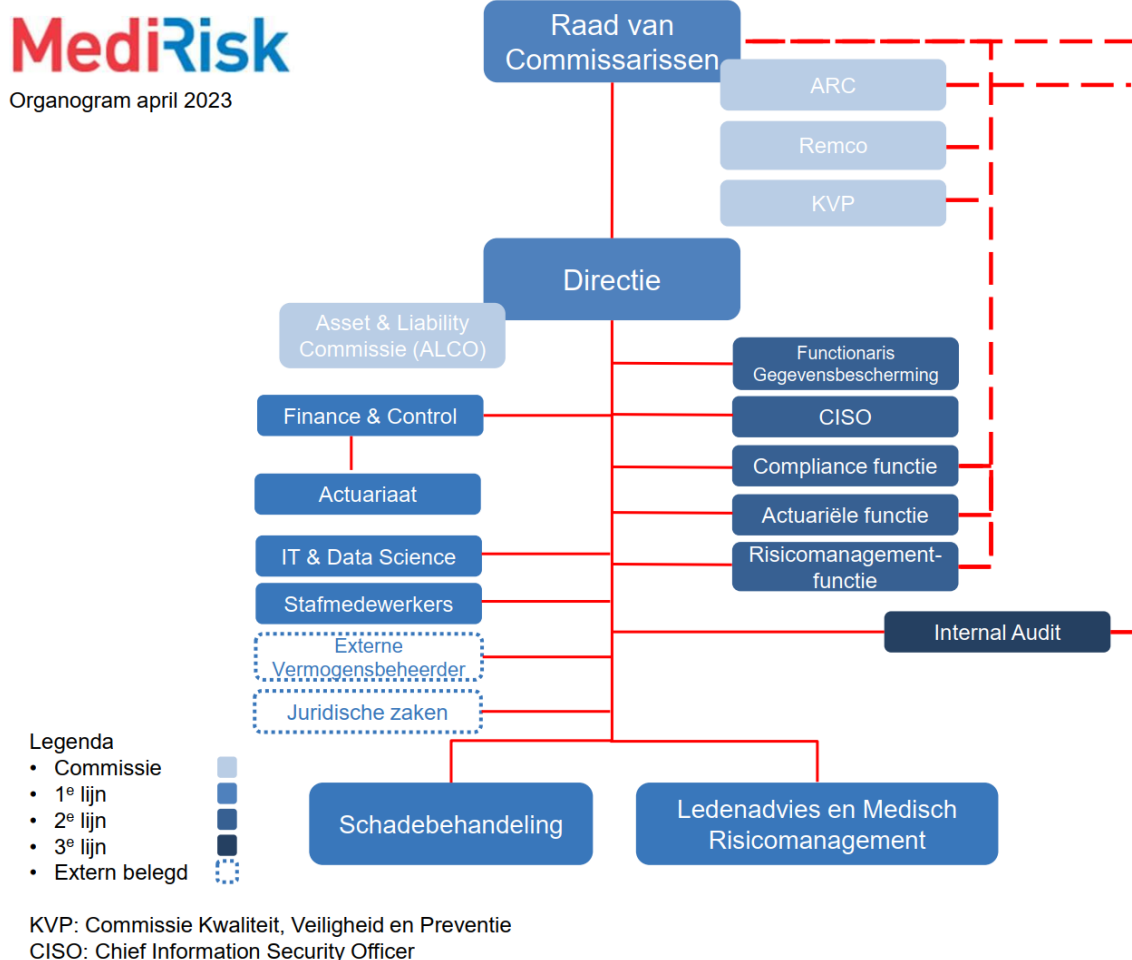 MediRisk
Organogram april 2023
Raad van
Commissarissen
ARC
Remco
KVP
Directie
Asset & Liability
Commissie (ALCO)
Functionaris
Gegevensbescherming
Finance & Control
CISO
Compliance functie
Actuariaat
Actuariële functie
IT & Data Science
Risicomanagement-
functie
Stafmedewerkers
Internal Audit
Externe
Vermogensbeheerder
Juridische zaken
Legenda
• Commissie
• 1e lijn
• 2e lijn
• 3e lijn
• Extern belegd
Schadebehandeling
Ledenadvies en Medisch
Risicomanagement
KVP: Commissie Kwaliteit, Veiligheid en Preventie
CISO: Chief Information Security Officer